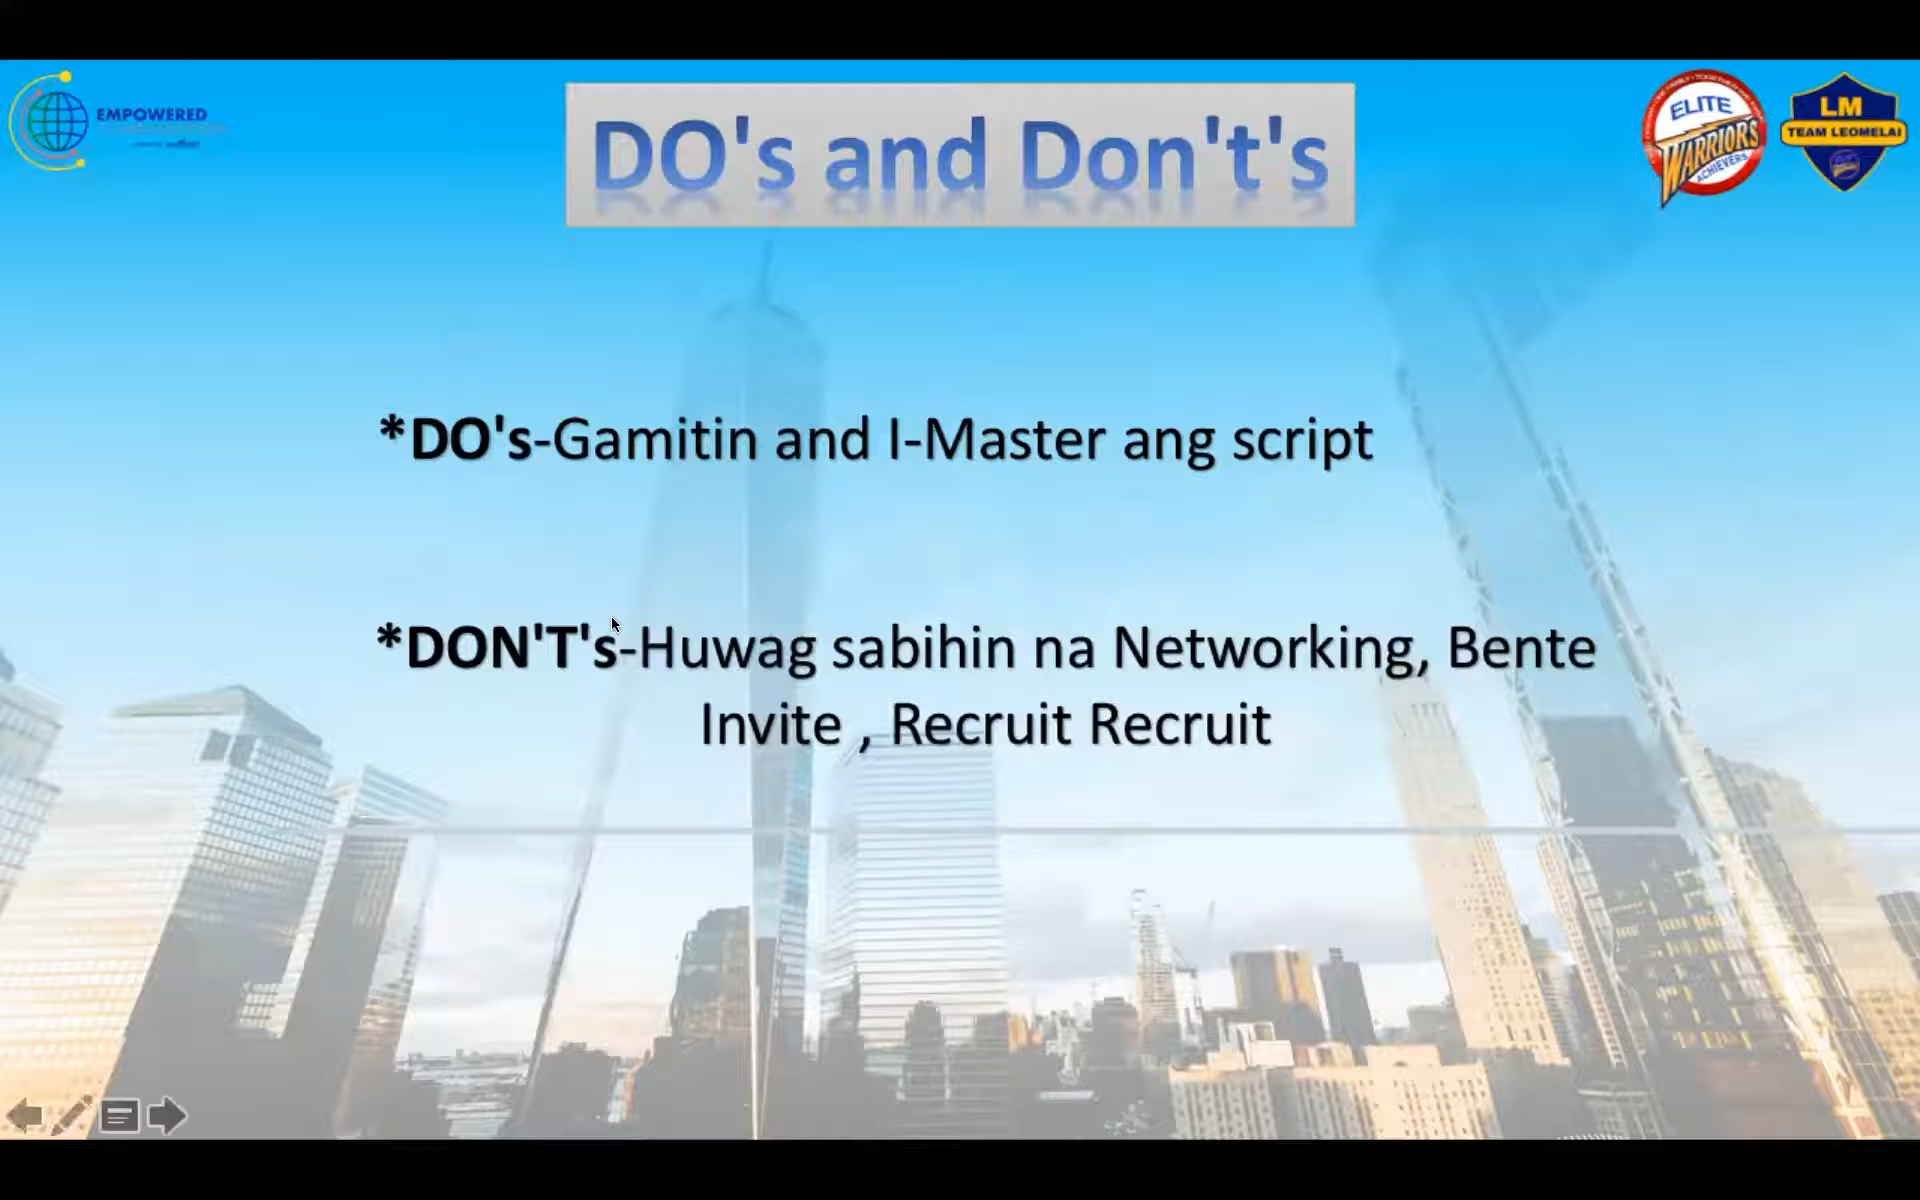 EMPOWERED
DO's and Don't's
ELITE
WARRIORS
ACHIEVERS
LM
TEAM LEOMELAI
*DO's-Gamitin and I-Master ang script
*DON'T's-Huwag sabihin na Networking, Bente
Invite , Recruit Recruit